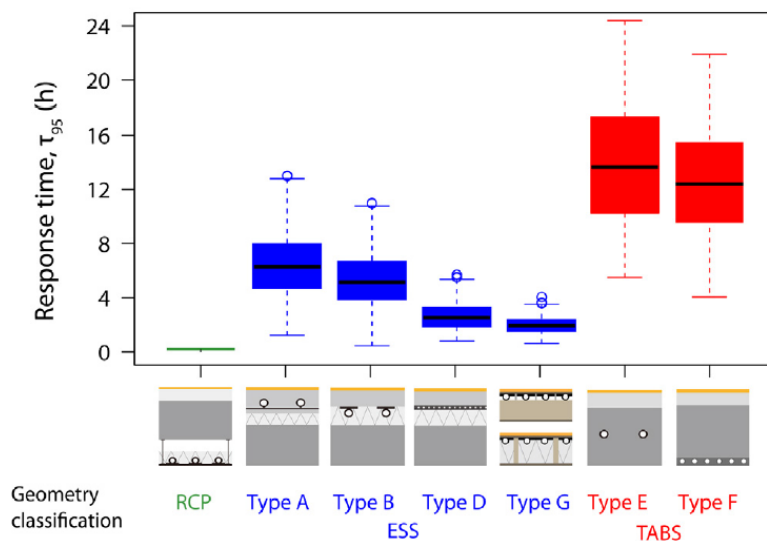 Response time, τ95 (h)
24
20
16
12
8
4
0
Geometry classification
RCP
Type A
Type B
Type D
Type G
Type E
Type F
ESS
TABS